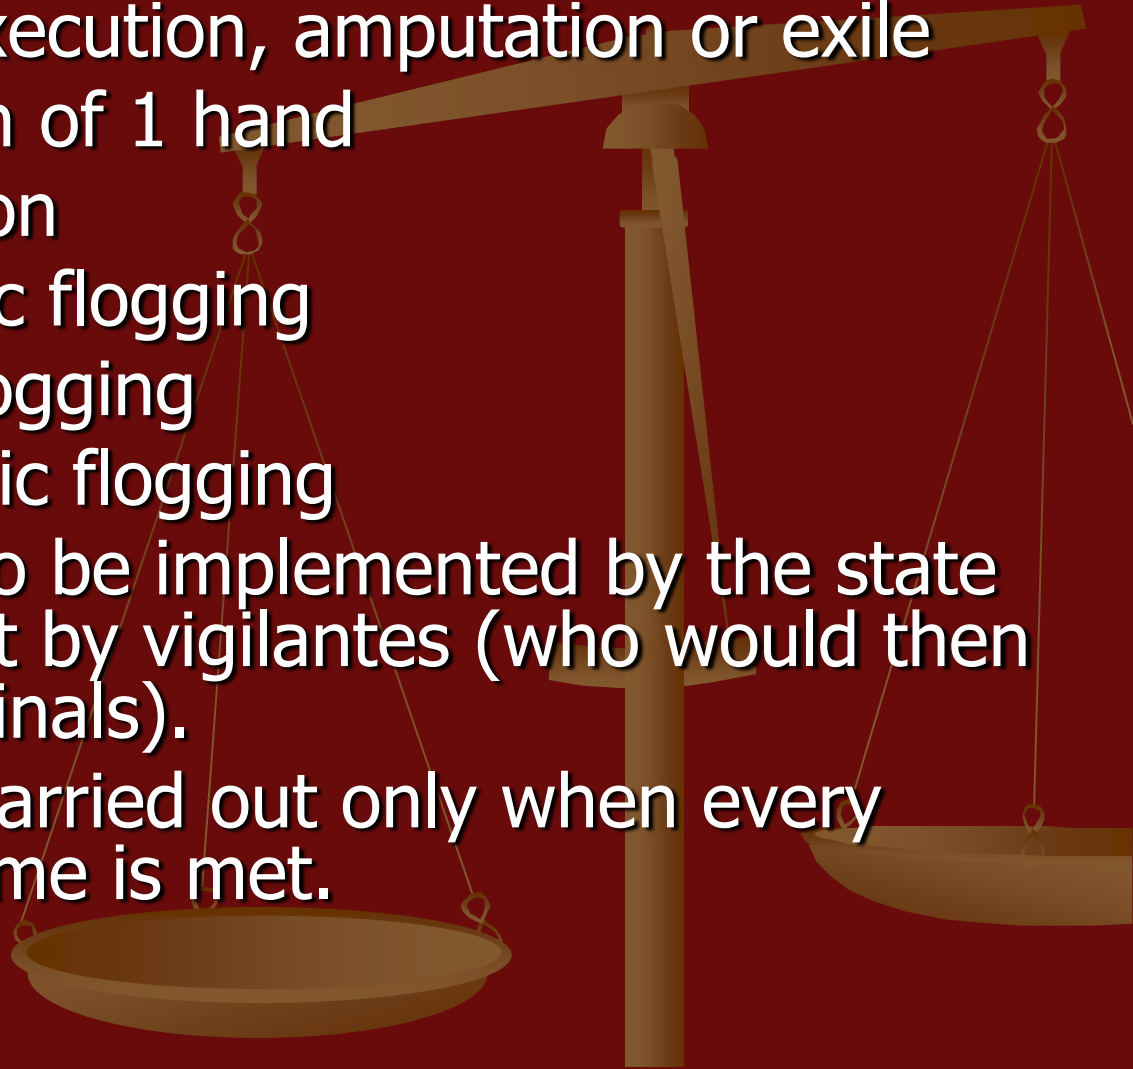 xecution, amputation or exile
n of 1 hand
on
c flogging
ogging
ic flogging
o be implemented by the state
t by vigilantes (who would then
inals).
arried out only when every
me is met.